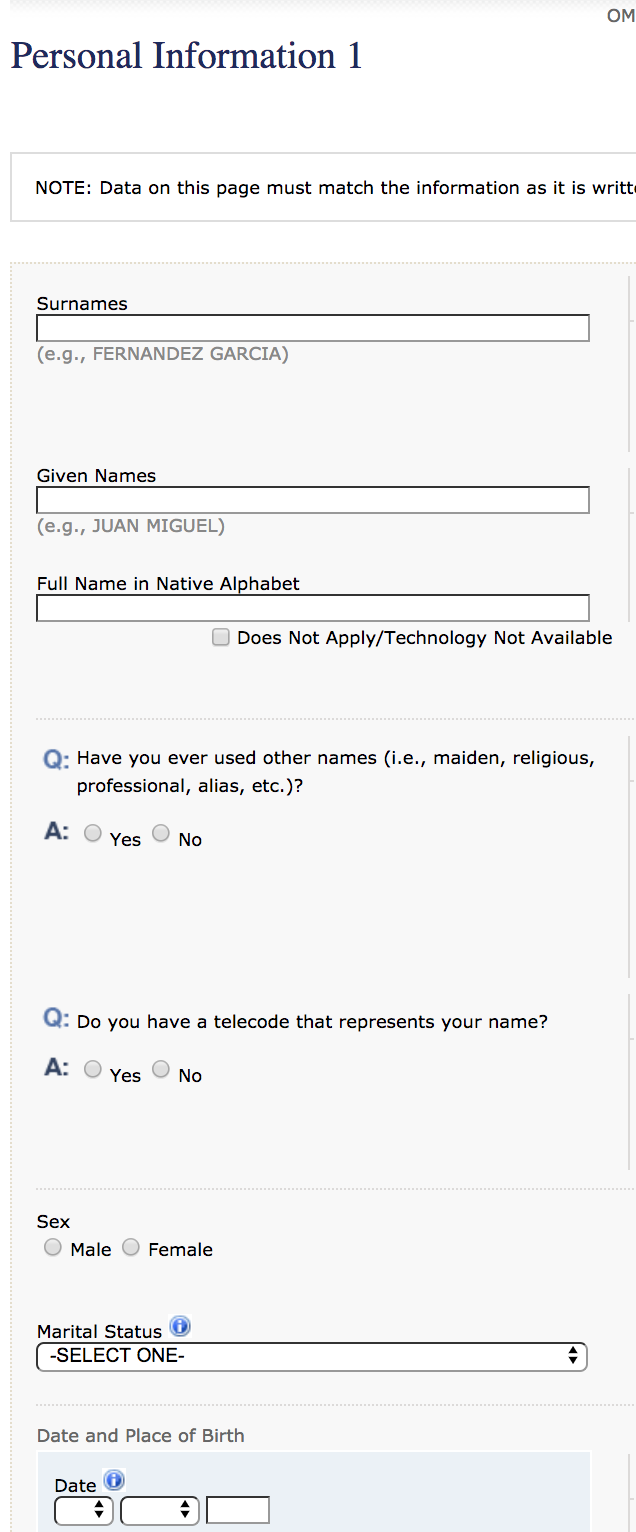 OM
Personal Information 1
NOTE: Data on this page must match the information as it is
Surnames
(e.g., FERNANDEZ GARCIA)
Given Names
(e.g., JUAN MIGUEL)
Full Name in Native Alphabet
Does Not Apply/Technology Not Available
Q: Have you ever used other names (i.e., maiden, religious,
professional, alias, etc.)?
A: Yes No
Q: Do you have a telecode that represents your name?
A: Yes No
Sex
Male Female
Marital Status
-SELECT ONE-
Date and Place of Birth
Date